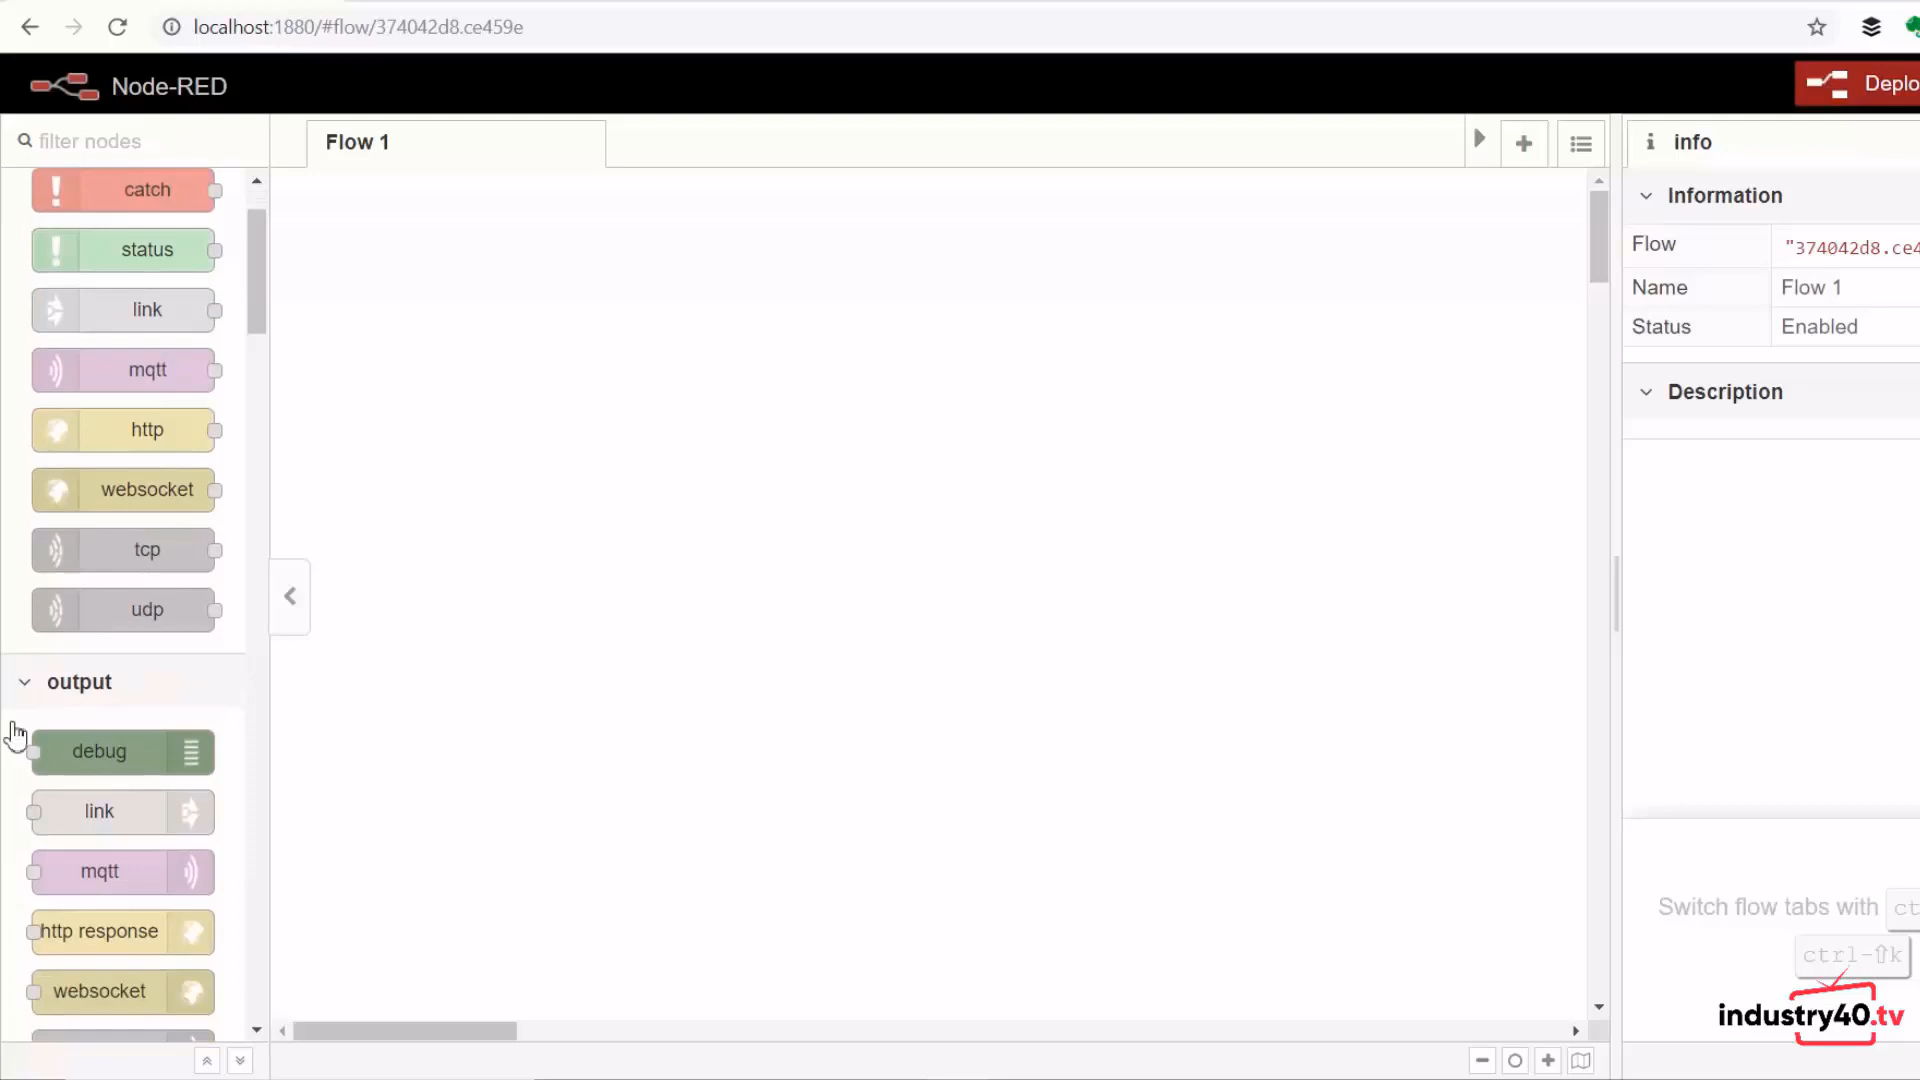 localhost:1880/#flow/374042d8.ce459e
Node-RED
Deplo
filter nodes
Flow 1
info
catch
status
link
mqtt
http
websocket
tcp
udp
output
debug
link
mqtt
http response
websocket
Information
Flow "374042d8.ce4
Name Flow 1
Status Enabled
Description
Switch flow tabs with ct
ctrl-⇧k
industry40.tv